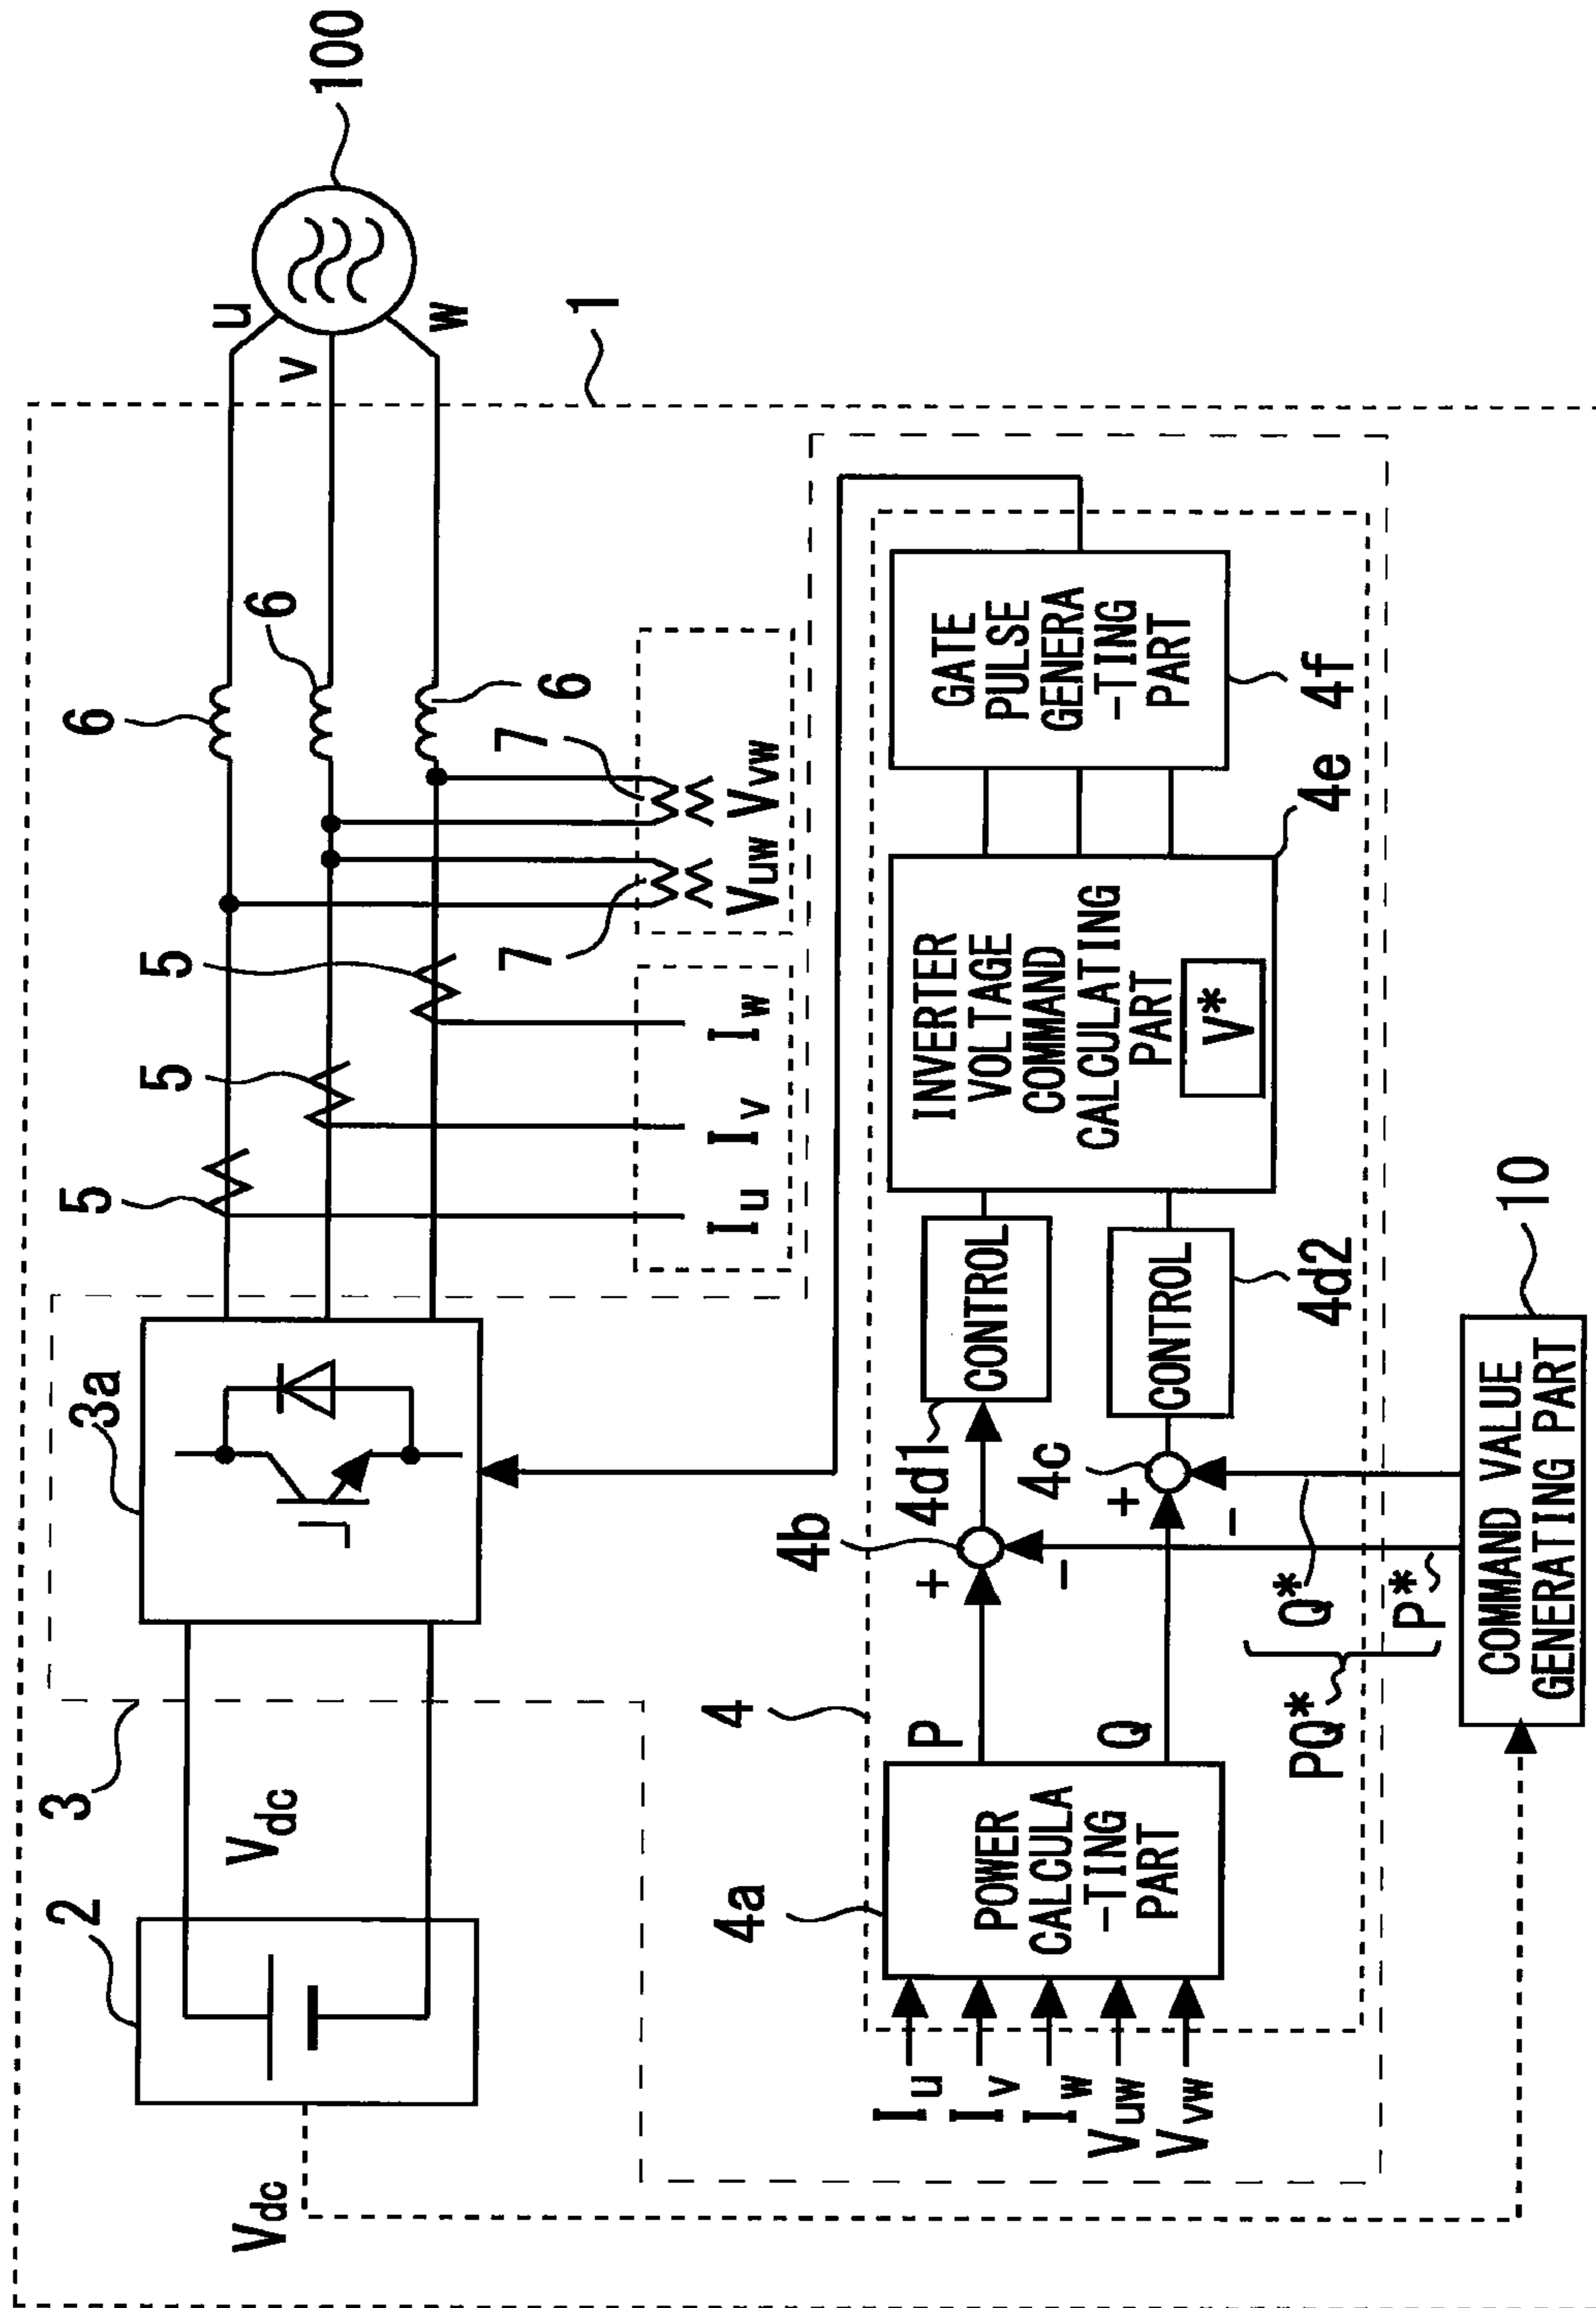 100
u
v
w
1
6
6
6
7
7
5
5
5
Vuw
Vvw
Iu
Iv
Iw
3a
3
Vdc
2
Vdc
4
4a
POWER
CALCULA
-TING
PART
Iu
Iv
Iw
Vuw
Vvw
P
Q
4b
+
-
4c
+
-
4d1
CONTROL
4d2
CONTROL
INVERTER
VOLTAGE
COMMAND
CALCULATING
PART
V*
4e
GATE
PULSE
GENERA
-TING
PART
4f
Q*
P*
PQ*
10
COMMAND VALUE
GENERATING PART